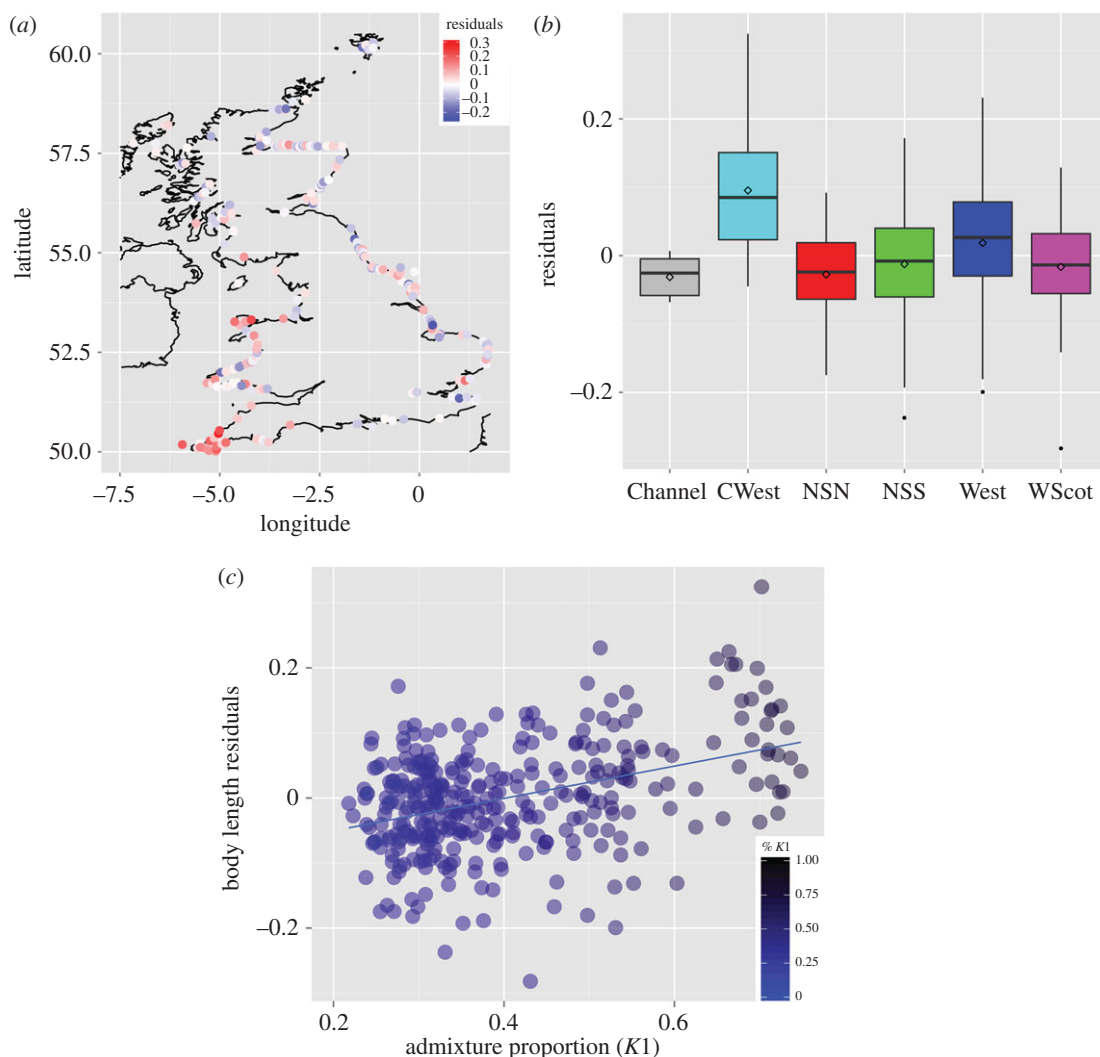 (a)
residuals
0.3
0.2
0.1
0
−0.1
−0.2
60.0
57.5
55.0
52.5
50.0
latitude
−7.5 −5.0 −2.5 0
longitude
(b)
0.2
0
−0.2
residuals
Channel CWest NSN NSS West WScot
(c)
0.2
0
−0.2
body length residuals
% K1
1.00
0.75
0.50
0.25
0
0.2 0.4 0.6
admixture proportion (K1)